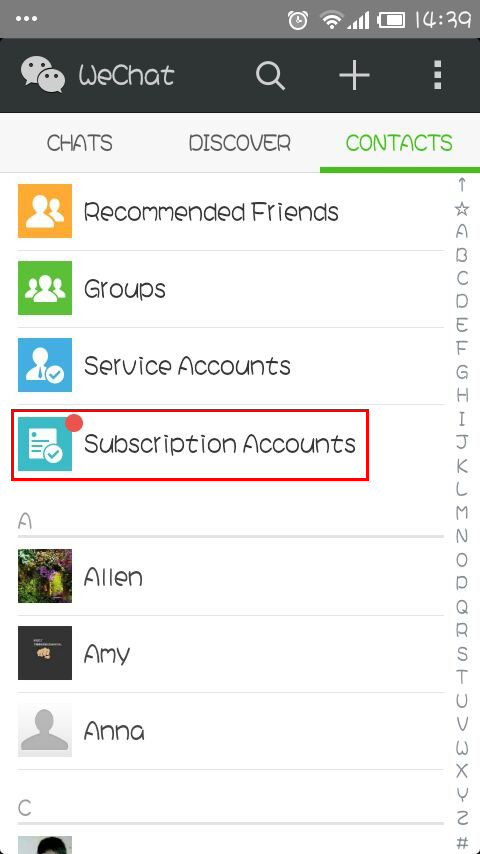 14:39
WeChat
CHATS DISCOVER CONTACTS
Recommended Friends
Groups
Service Accounts
Subscription Accounts
A
Allen
Amy
Anna
C
↑
☆
A
B
C
D
E
F
G
H
I
J
K
L
M
N
O
P
Q
R
S
T
U
V
W
X
Y
Z
#